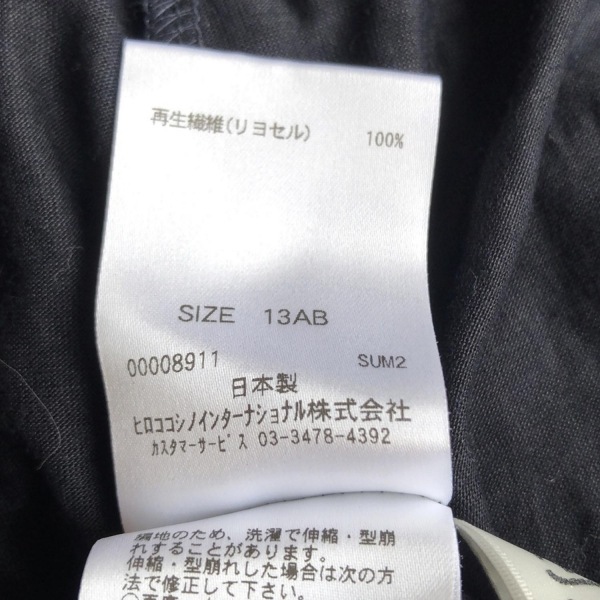 再生繊維(リヨセル) 100%
SIZE 13AB
00008911 SUM2
日本製
ヒロココシノインターナショナル株式会社
カスタマーサービス 03-3478-4392
のため、洗濯で伸縮・型崩
れすることがあります。
伸縮・型崩れした場合は次の方
法で修正して下さい。